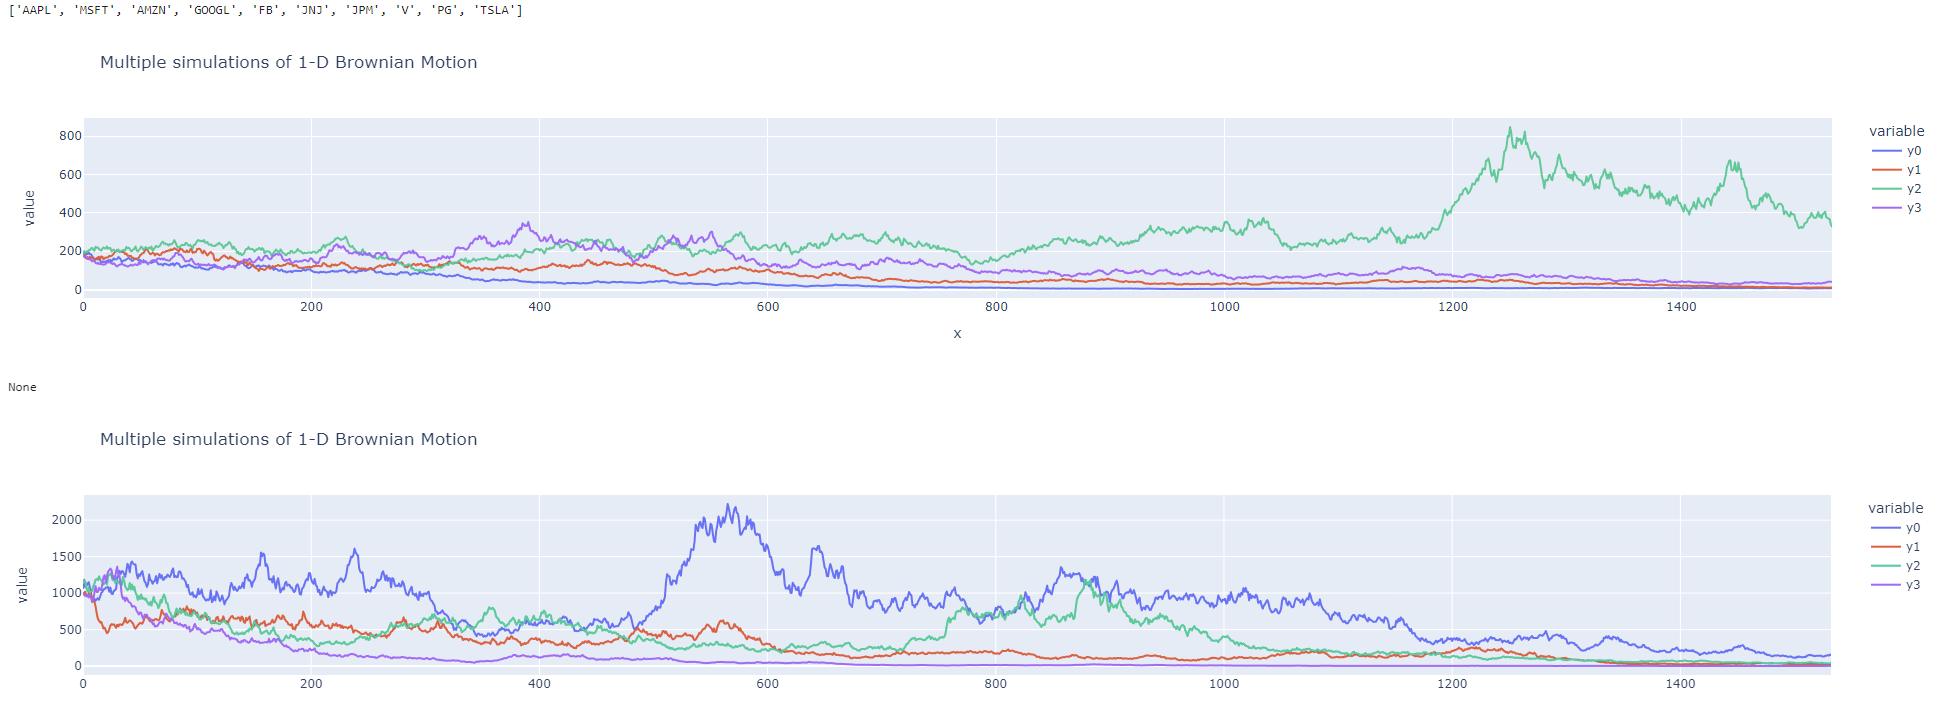 ['AAPL', 'MSFT', 'AMZN', 'GOOGL', 'FB', 'JNJ', 'JPM', 'V', 'PG', 'TSLA']
Multiple simulations of 1-D Brownian Motion
800
600
400
200
0
value
0 200 400 600 800 1000 1200 1400
x
variable
y0
y1
y2
y3
None
Multiple simulations of 1-D Brownian Motion
2000
1500
1000
500
0
value
0 200 400 600 800 1000 1200 1400
variable
y0
y1
y2
y3